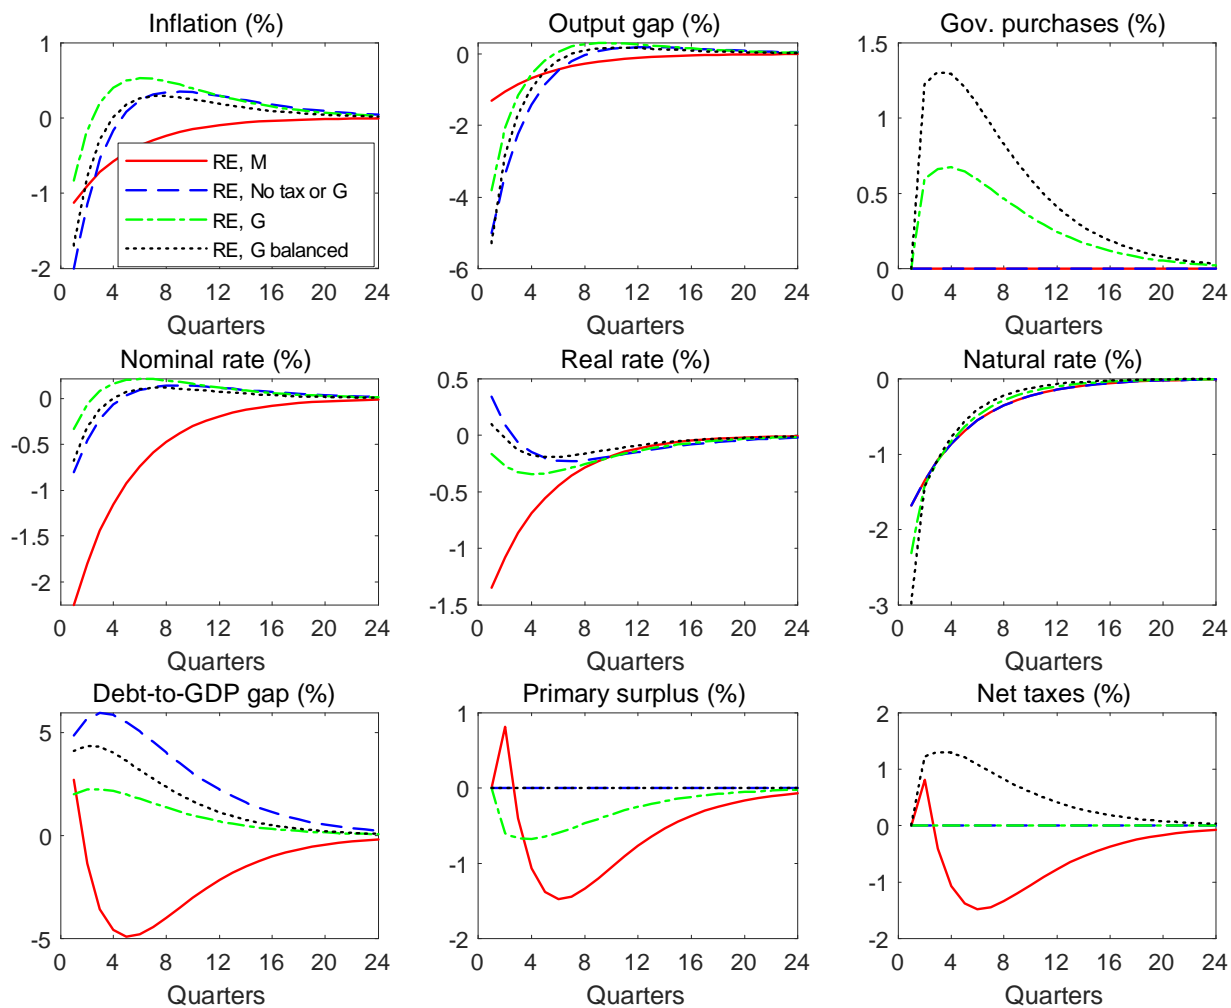 Inflation (%)
Output gap (%)
Gov. purchases (%)
1
0
-1
-2
RE, M
RE, No tax or G
RE, G
RE, G balanced
0 4 8 12 16 20 24
Quarters
0
-2
-4
-6
0 4 8 12 16 20 24
Quarters
1.5
1
0.5
0
0 4 8 12 16 20 24
Quarters
Nominal rate (%)
Real rate (%)
Natural rate (%)
0
-0.5
-1
-1.5
-2
0 4 8 12 16 20 24
Quarters
0.5
0
-0.5
-1
-1.5
0 4 8 12 16 20 24
Quarters
0
-1
-2
-3
0 4 8 12 16 20 24
Quarters
Debt-to-GDP gap (%)
Primary surplus (%)
Net taxes (%)
5
0
-5
0 4 8 12 16 20 24
Quarters
1
0
-1
-2
0 4 8 12 16 20 24
Quarters
2
1
0
-1
-2
0 4 8 12 16 20 24
Quarters